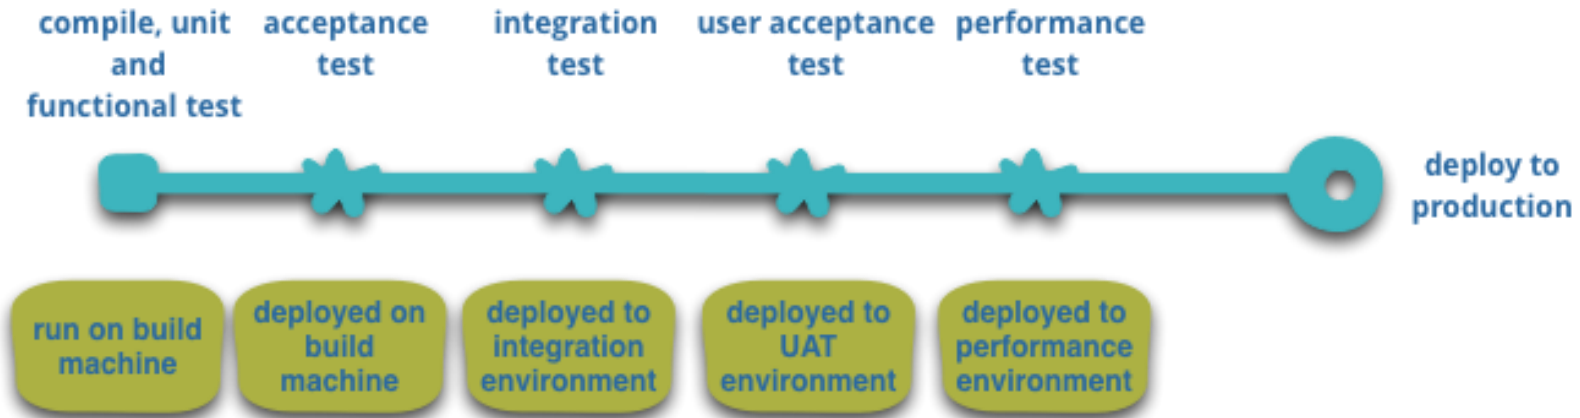 compile, unit
and
functional test
acceptance
test
integration
test
user acceptance
test
performance
test
deploy to
production
run on build
machine
deployed on
build
machine
deployed to
integration
environment
deployed to
UAT
environment
deployed to
performance
environment